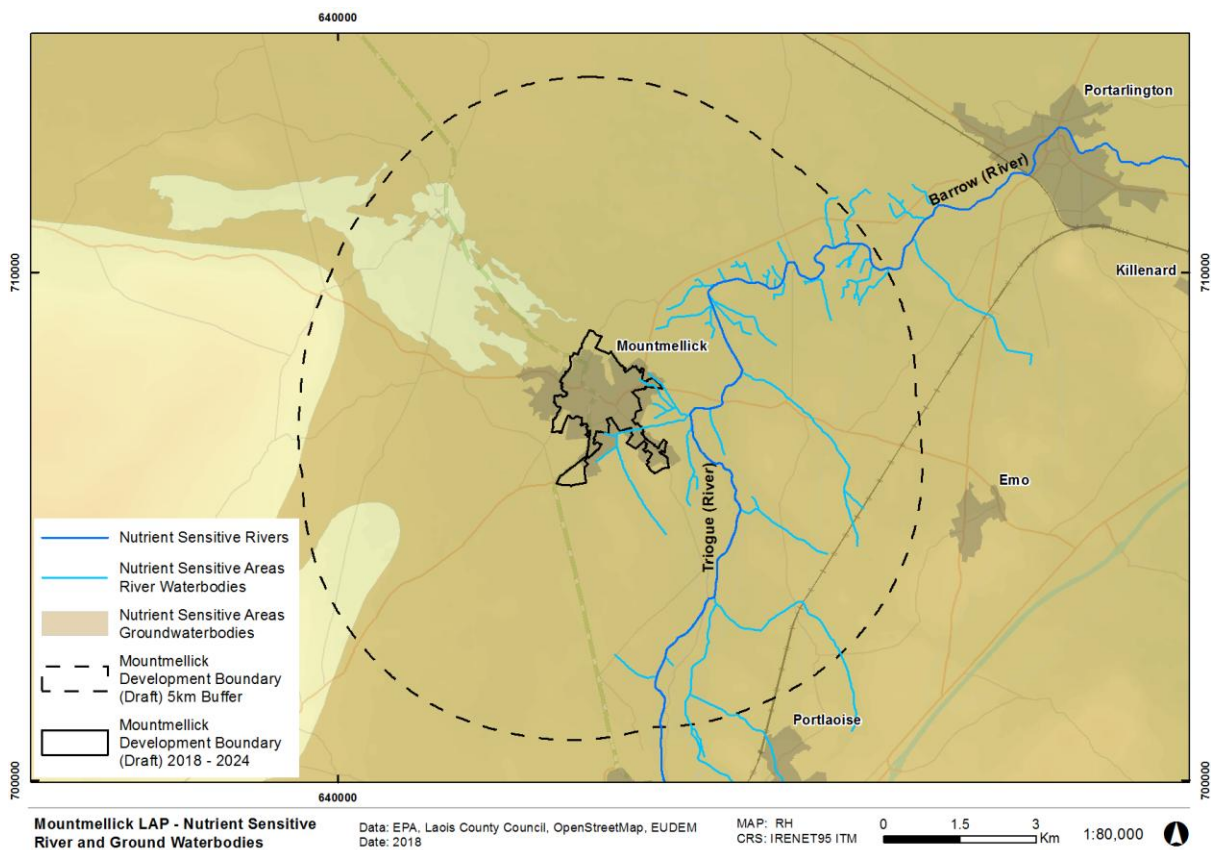 640000
Portarlington
Barrow (River)
710000
710000
Killenard
Mountmellick
Emo
Triogue (River)
Portlaoise
Nutrient Sensitive Rivers
Nutrient Sensitive Areas
River Waterbodies
Nutrient Sensitive Areas
Groundwaterbodies
Mountmellick
Development Boundary
(Draft) 5km Buffer
Mountmellick
Development Boundary
(Draft) 2018 - 2024
700000
700000
640000
Mountmellick LAP - Nutrient Sensitive
River and Ground Waterbodies
Data: EPA, Laois County Council, OpenStreetMap, EUDEM
Date: 2018
MAP: RH
CRS: IRENET95 ITM
0 1.5 3
Km
1:80,000